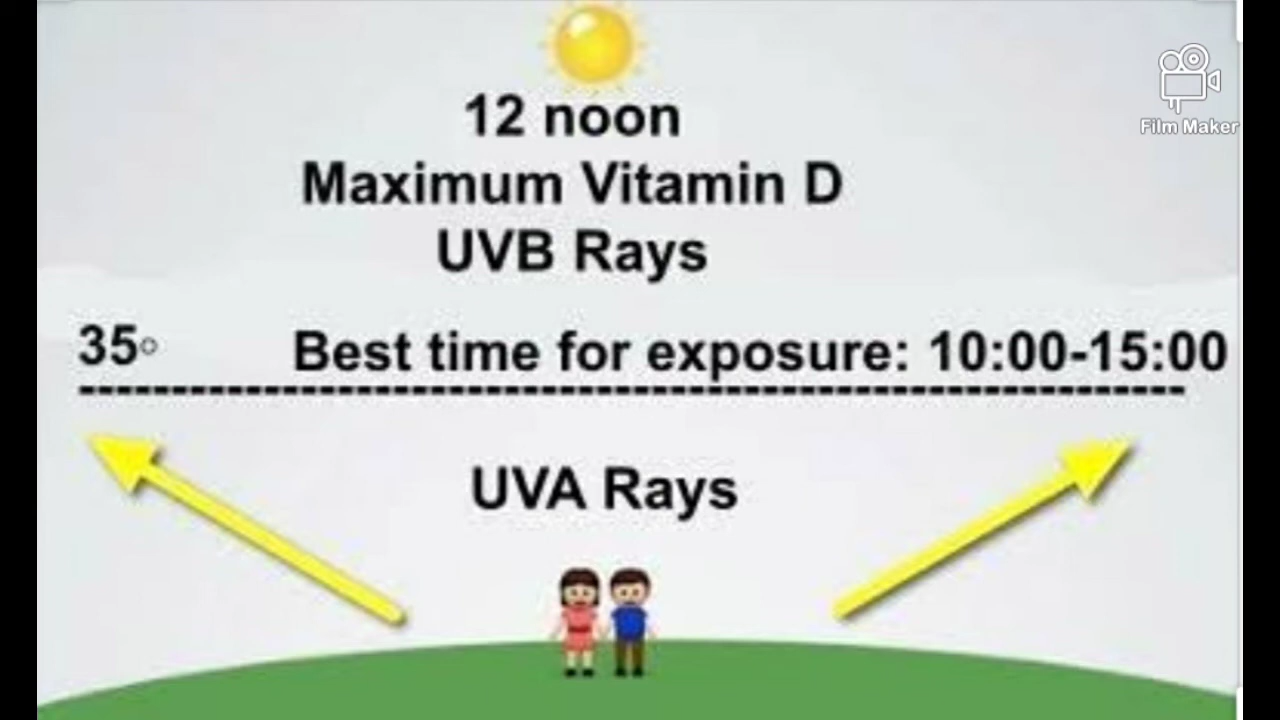 12 noon
Film Maker
Maximum Vitamin D
UVB Rays
35° Best time for exposure: 10:00-15:00
UVA Rays